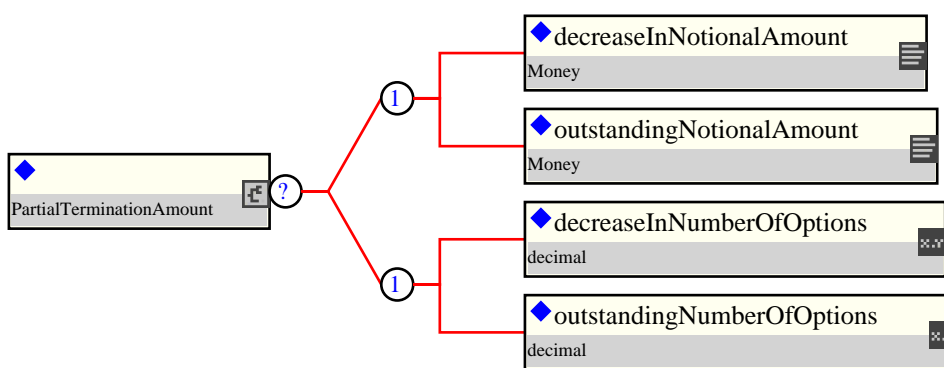 decreaseInNotionalAmount
Money
1
outstandingNotionalAmount
Money
PartialTerminationAmount
?
decreaseInNumberOfOptions
x.Y
decimal
1
outstandingNumberOfOptions
decimal